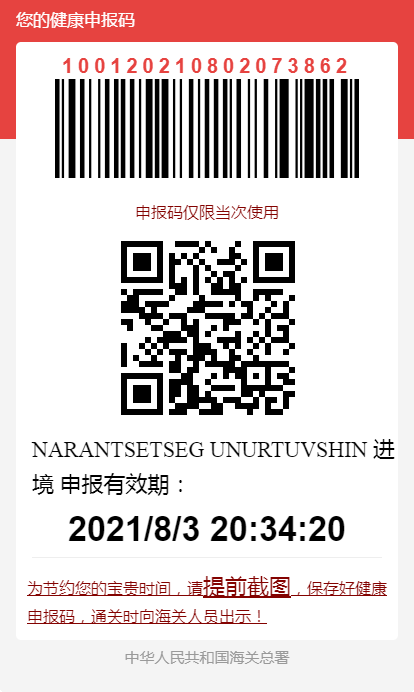 您的健康申报码
100120210802073862
申报码仅限当次使用
NARANTSETSEG UNURTUVSHIN 进
境 申报有效期：
2021/8/3 20:34:20
为节约您的宝贵时间，请提前截图，保存好健康
申报码，通关时向海关人员出示！
中华人民共和国海关总署